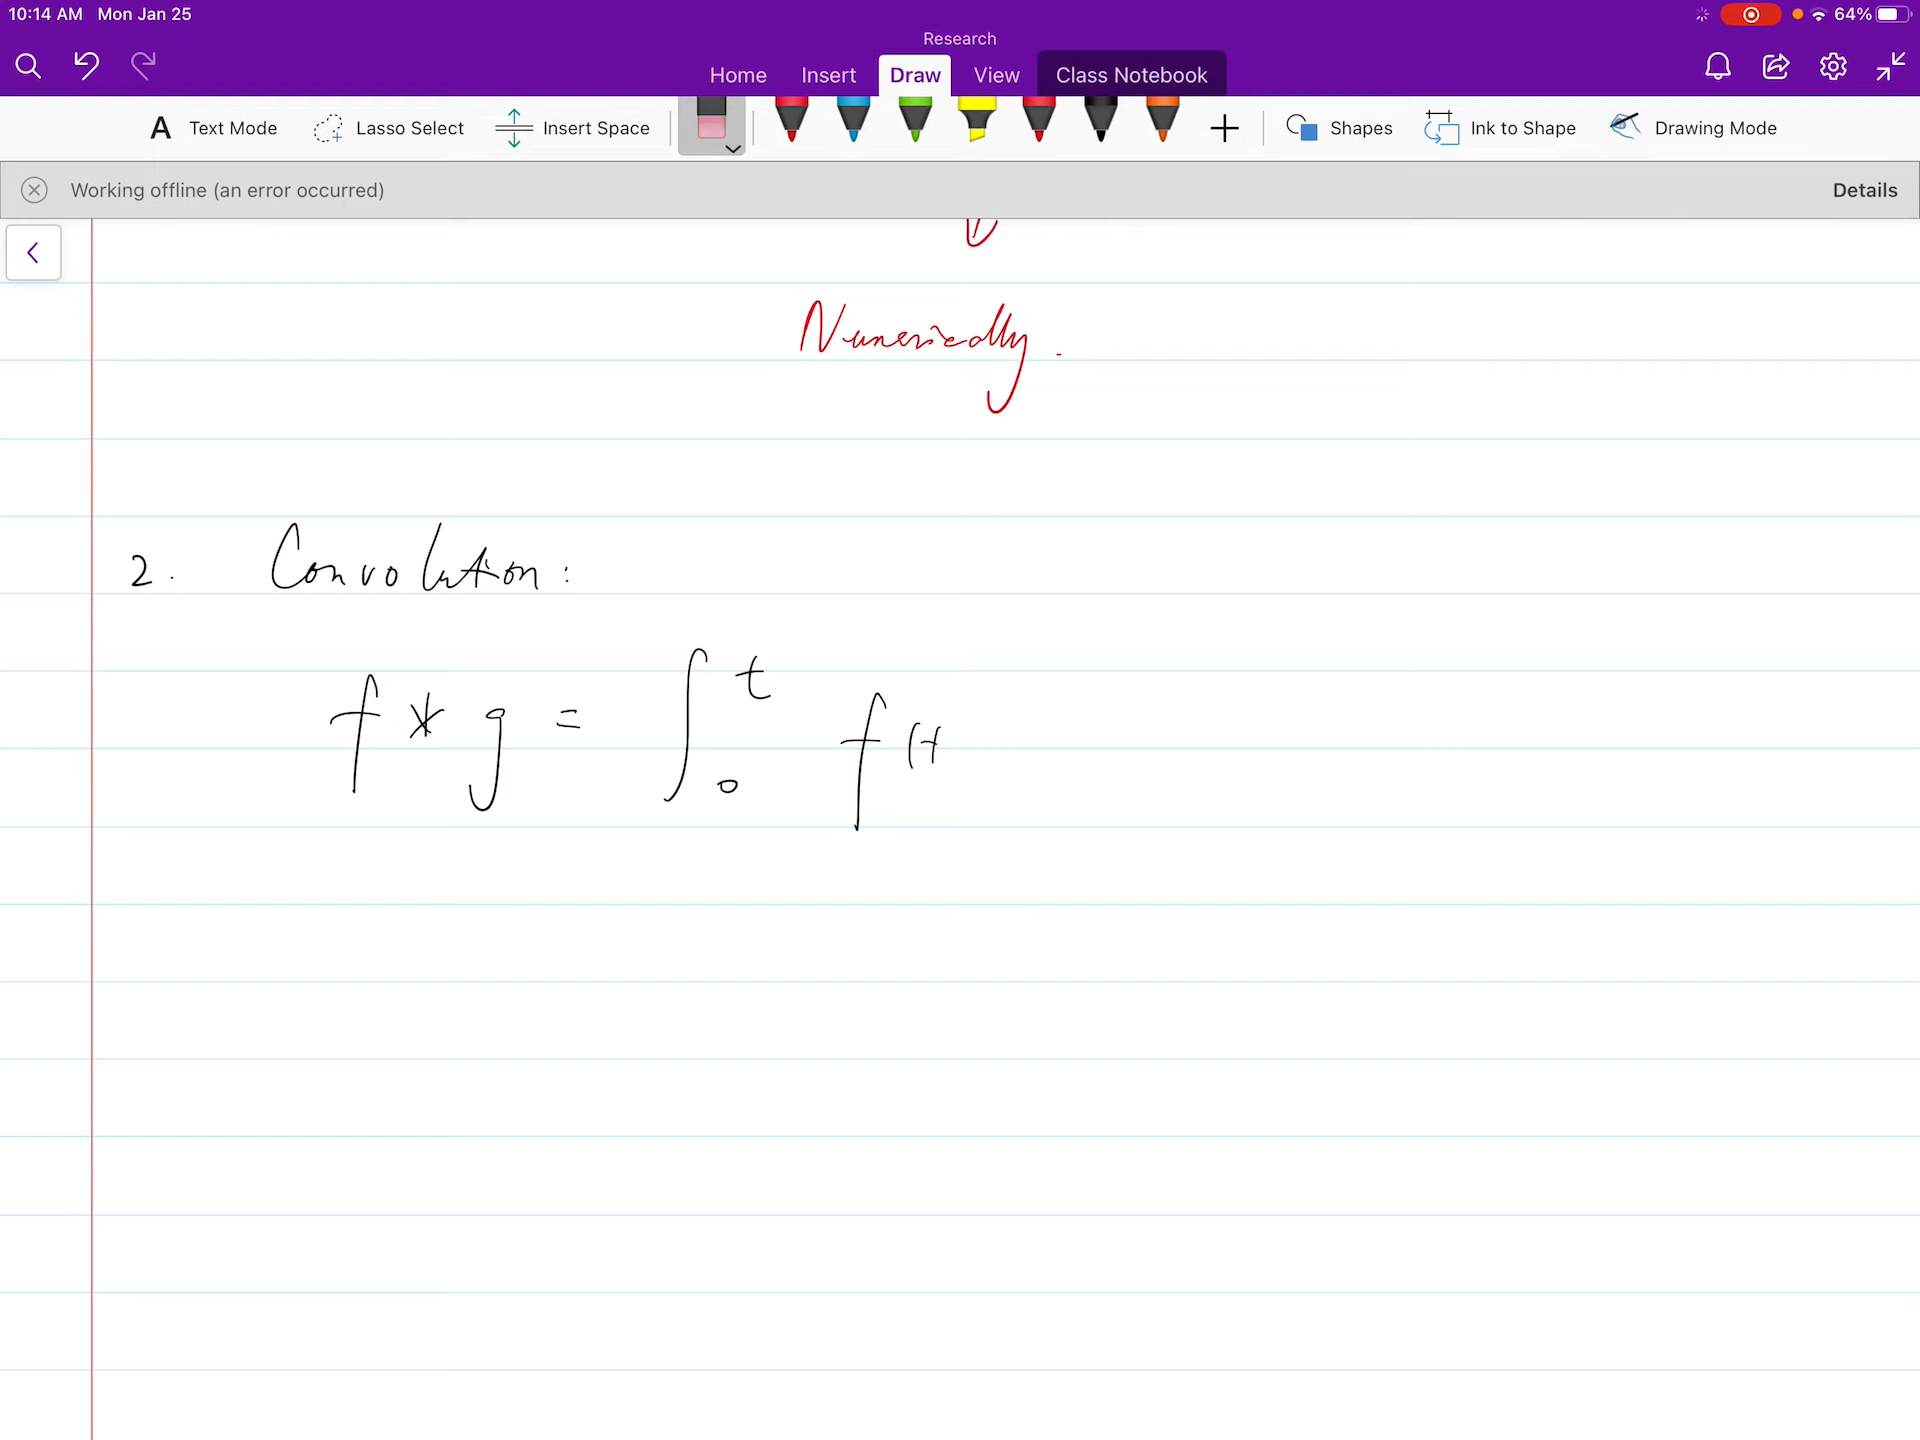 10:14 AM Mon Jan 25
64%
Research
Home Insert Draw View Class Notebook
A Text Mode Lasso Select Insert Space Shapes Ink to Shape Drawing Mode
Working offline (an error occurred) Details
Numerically.
2. Convolution:
f * g = ∫₀ᵗ f(t